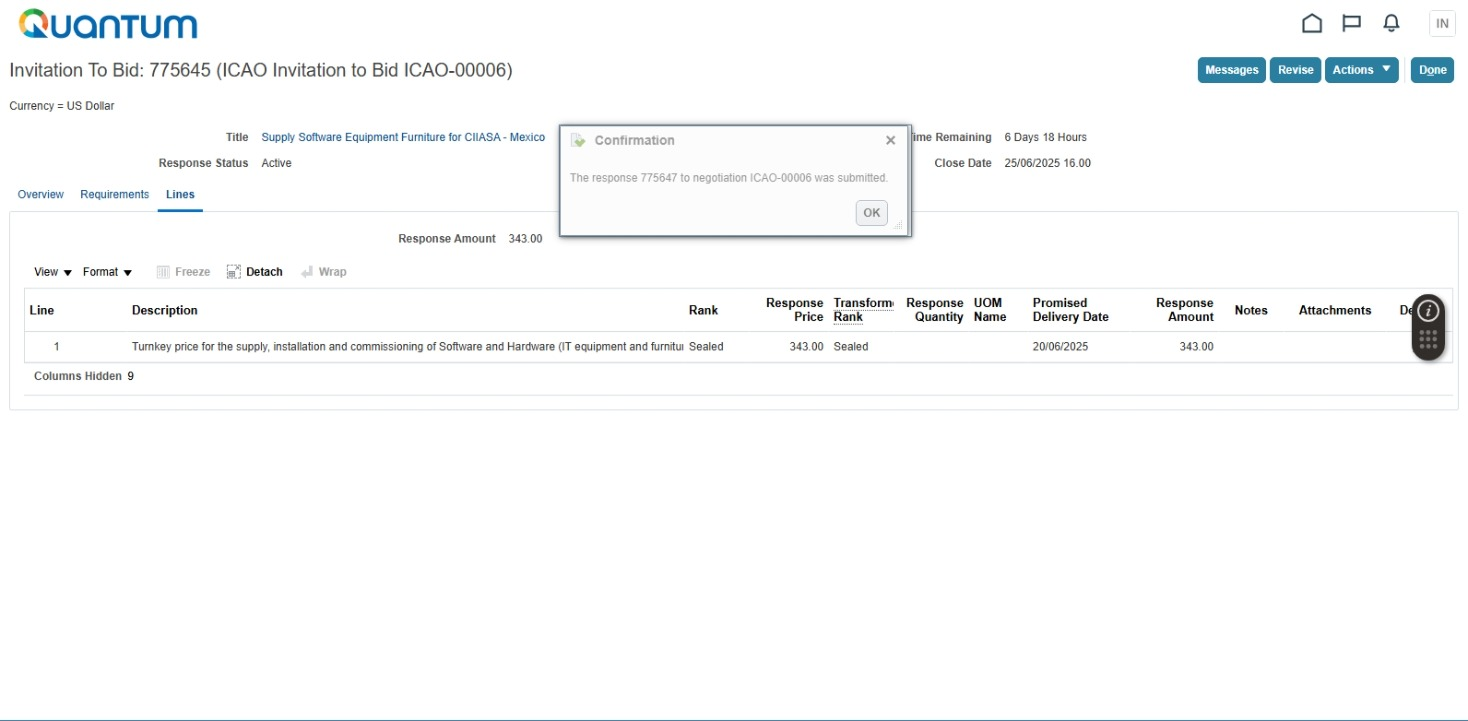 QUANTUM
IN
Invitation To Bid: 775645 (ICAO Invitation to Bid ICAO-00006)
Messages Revise Actions Done
Currency = US Dollar
Title Supply Software Equipment Furniture for CIIASA - Mexico
Time Remaining 6 Days 18 Hours
Response Status Active
Close Date 25/06/2025 16.00
Confirmation
The response 775647 to negotiation ICAO-00006 was submitted.
OK
Overview Requirements Lines
Response Amount 343.00
View Format Freeze Detach Wrap
Line Description Rank Response Price Transforme Rank Response Quantity UOM Name Promised Delivery Date Response Amount Notes Attachments De
1 Turnkey price for the supply, installation and commissioning of Software and Hardware (IT equipment and furnitu Sealed 343.00 Sealed 20/06/2025 343.00
Columns Hidden 9